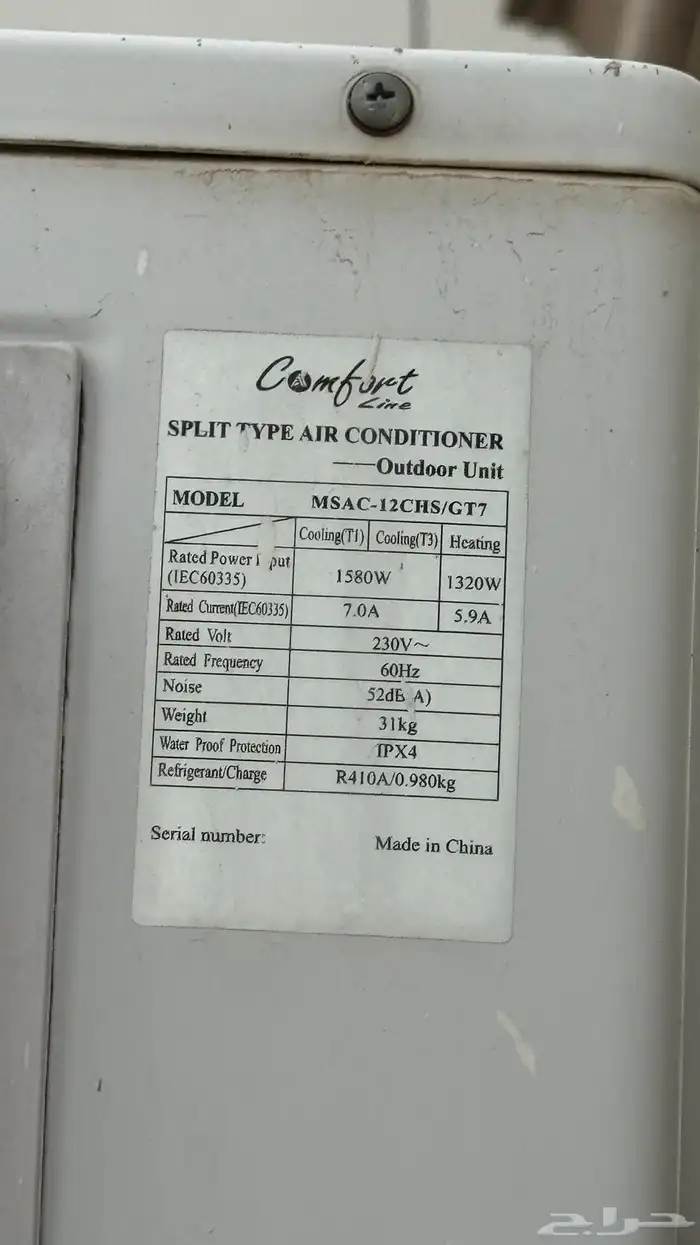 Comfort
Line
SPLIT TYPE AIR CONDITIONER
——Outdoor Unit
MODEL MSAC-12CHS/GT7
Cooling(T1) Cooling(T3) Heating
Rated Power I put
(IEC60335) 1580W 1320W
Rated Current(IEC60335) 7.0A 5.9A
Rated Volt 230V~
Rated Frequency 60Hz
Noise 52dB A)
Weight 31kg
Water Proof Protection IPX4
Refrigerant/Charge R410A/0.980kg
Serial number: Made in China
حراج